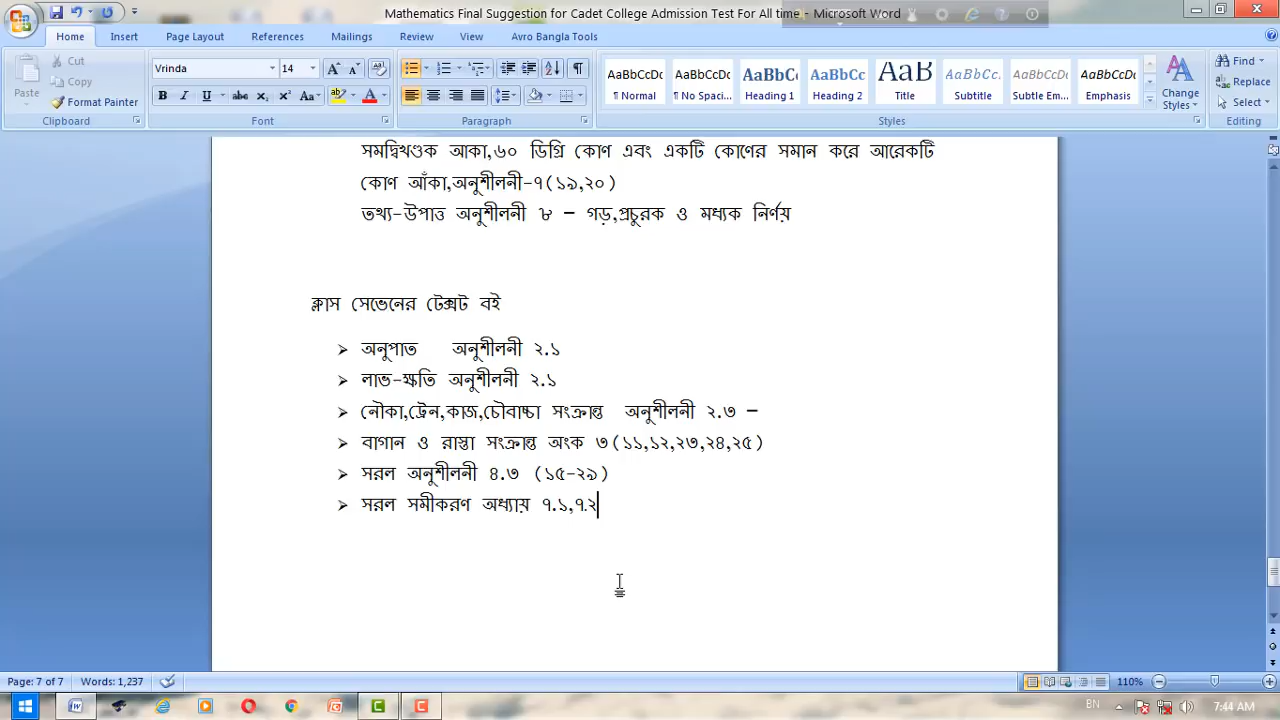 Mathematics Final Suggestion for Cadet College Admission Test For All time - Microsoft Word
Home Insert Page Layout References Mailings Review View Avro Bangla Tools
Paste Cut Copy Format Painter
Vrinda 14
AaBbCcDc AaBbCcDc AaBbCc AaBbCc AaB AaBbCc. AaBbCcDc AaBbCcDc
¶ Normal ¶ No Spaci... Heading 1 Heading 2 Title Subtitle Subtle Em... Emphasis
Change Styles
Find Replace Select
Clipboard Font Paragraph Styles Editing
সমদ্বিখণ্ডক আকা,৬০ ডিগ্রি কোণ এবং একটি কোণের সমান করে আরেকটি
কোণ আঁকা,অনুশীলনী-৭(১৯,২০)
তথ্য-উপাত্ত অনুশীলনী ৮ – গড়,প্রচুরক ও মধ্যক নির্ণয়
ক্লাস সেভেনের টেক্সট বই
➢ অনুপাত অনুশীলনী ২.১
➢ লাভ-ক্ষতি অনুশীলনী ২.১
➢ নৌকা,ট্রেন,কাজ,চৌবাচ্চা সংক্রান্ত অনুশীলনী ২.৩ –
➢ বাগান ও রাস্তা সংক্রান্ত অংক ৩(১১,১২,২৩,২৪,২৫)
➢ সরল অনুশীলনী ৪.৩ (১৫-২৯)
➢ সরল সমীকরণ অধ্যায় ৭.১,৭.২
Page: 7 of 7 Words: 1,237 110%
BN 7:44 AM